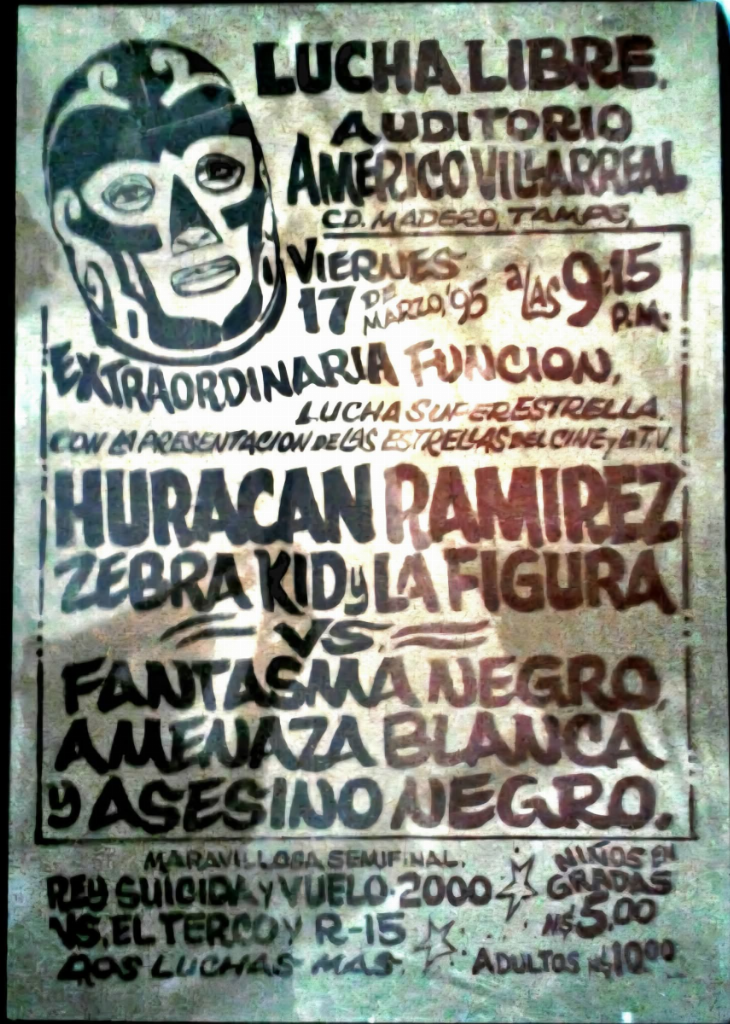 LUCHA LIBRE.
AUDITORIO
AMERICO VILLARREAL
CD. MADERO, TAMPS,
VIERNES
17 DE MARZO,'95 a LAS 9:15 P.M.
EXTRAORDINARIA FUNCION,
LUCHA SUPERESTRELLA.
CON LA PRESENTACION DE LAS ESTRELLAS DEL CINE y LA T.V.
HURACAN RAMIREZ
ZEBRA KID y LA FIGURA
VS.
FANTASMA NEGRO,
AMENAZA BLANCA
y ASESINO NEGRO.
MARAVILLOSA SEMIFINAL.
REY SUICIDA Y VUELO-2000
VS. EL TERCO Y R-15
DOS LUCHAS MAS.
NIÑOS EN
GRADAS
N$5.00
ADULTOS N$10.00